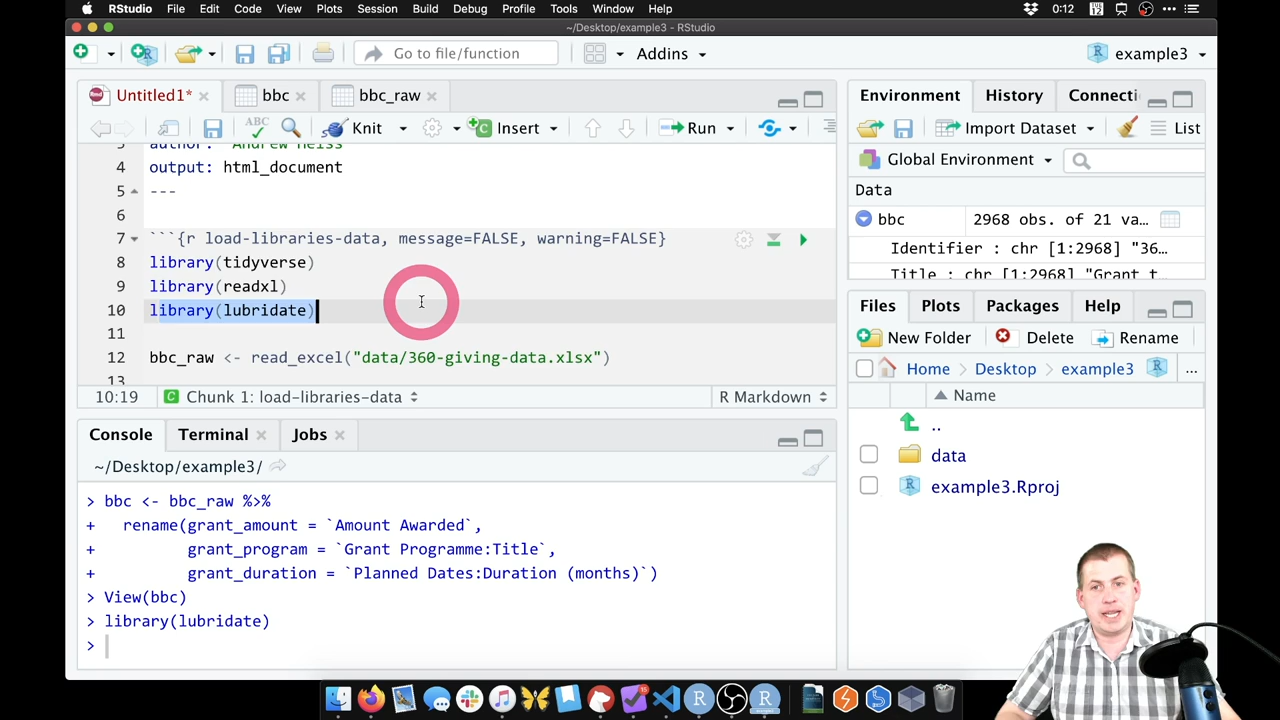 RStudio File Edit Code View Plots Session Build Debug Profile Tools Window Help 0:12 TUE 12
~/Desktop/example3 - RStudio
Go to file/function Addins example3
Untitled1* bbc bbc_raw
ABC Knit Insert Run
author: "Andrew Heiss"
4 output: html_document
5 ---
6
7 ```{r load-libraries-data, message=FALSE, warning=FALSE}
8 library(tidyverse)
9 library(readxl)
10 library(lubridate)
11
12 bbc_raw <- read_excel("data/360-giving-data.xlsx")
13
10:19 Chunk 1: load-libraries-data R Markdown
Console Terminal Jobs
~/Desktop/example3/
> bbc <- bbc_raw %>%
+ rename(grant_amount = `Amount Awarded`,
+ grant_program = `Grant Programme:Title`,
+ grant_duration = `Planned Dates:Duration (months)`)
> View(bbc)
> library(lubridate)
>
Environment History Connecti
Import Dataset List
Global Environment
Data
bbc 2968 obs. of 21 va…
Identifier : chr [1:2968] "36…
Title : chr [1:2968] "Grant t…
Files Plots Packages Help
New Folder Delete Rename
Home Desktop example3 ...
Name
..
data
example3.Rproj